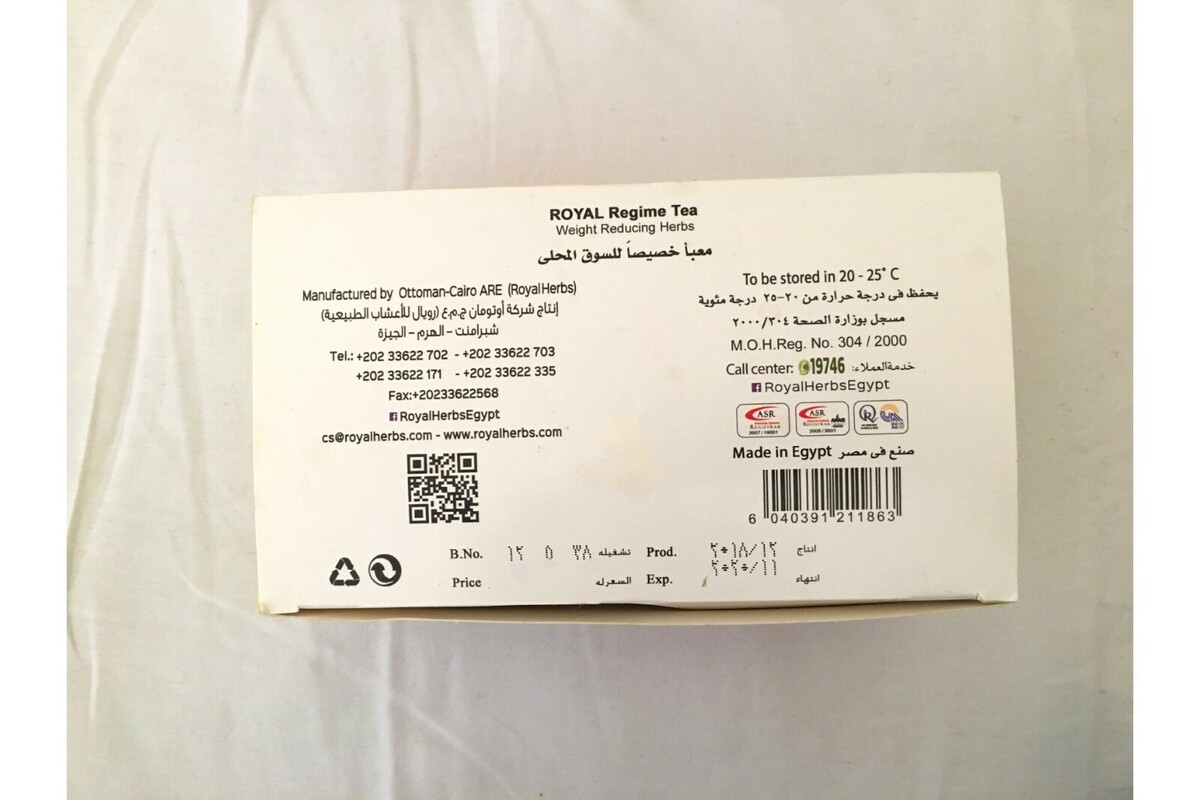 ROYAL Regime Tea
Weight Reducing Herbs
معبأ خصيصاً للسوق المحلى
Manufactured by Ottoman-Cairo ARE (RoyalHerbs)
إنتاج شركة أوتومان ج.م.ع (رويال للأعشاب الطبيعية)
شبرامنت - الهرم - الجيزة
Tel.: +202 33622 702 - +202 33622 703
+202 33622 171 - +202 33622 335
Fax:+20233622568
RoyalHerbsEgypt
cs@royalherbs.com - www.royalherbs.com
To be stored in 20 - 25° C
يحفظ فى درجة حرارة من ٢٠-٢٥ درجة مئوية
مسجل بوزارة الصحة ٣٠٤/٢٠٠٠
M.O.H.Reg. No. 304 / 2000
Call center: 19746 خدمة العملاء:
RoyalHerbsEgypt
ASR ASR
REGISTRAR REGISTRAR
Made in Egypt صنع فى مصر
6 040391 211863
B.No. ١٢ ٥ ٣٨ تشغيله Prod. ٢٠١٨/١٢ انتاج
Price السعر له Exp. ٢٠٢٠/١١ انتهاء